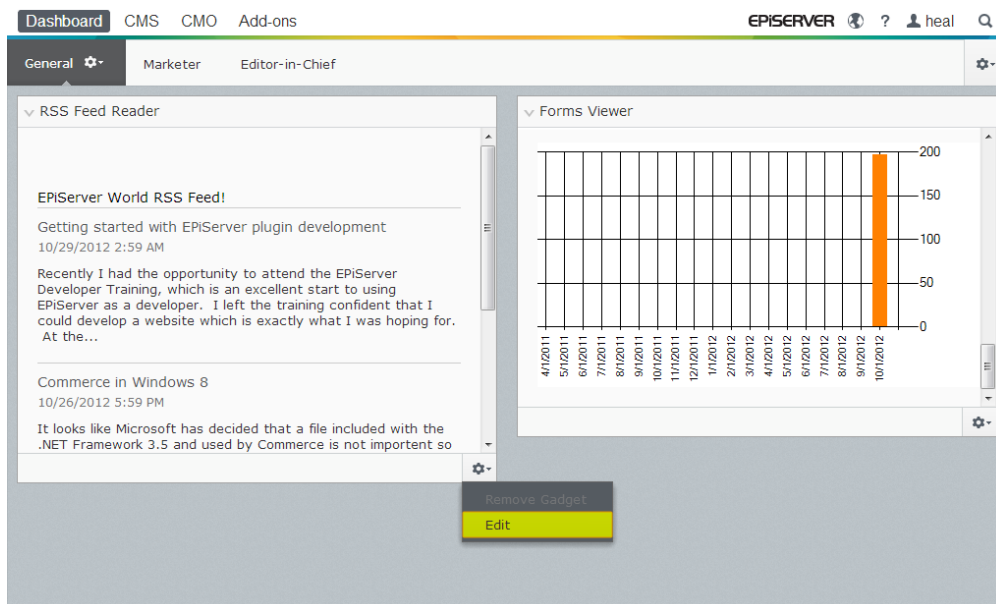 Dashboard CMS CMO Add-ons EPiSERVER ? heal
General Marketer Editor-in-Chief
RSS Feed Reader
EPiServer World RSS Feed!
Getting started with EPiServer plugin development
10/29/2012 2:59 AM
Recently I had the opportunity to attend the EPiServer
Developer Training, which is an excellent start to using
EPiServer as a developer.  I left the training confident that I
could develop a website which is exactly what I was hoping for.
At the...
Commerce in Windows 8
10/26/2012 5:59 PM
It looks like Microsoft has decided that a file included with the
.NET Framework 3.5 and used by Commerce is not importent so
Remove Gadget
Edit
Forms Viewer
200
150
100
50
0
4/1/2011
5/1/2011
6/1/2011
7/1/2011
8/1/2011
9/1/2011
10/1/2011
11/1/2011
12/1/2011
1/1/2012
2/1/2012
3/1/2012
4/1/2012
5/1/2012
6/1/2012
7/1/2012
8/1/2012
9/1/2012
10/1/2012